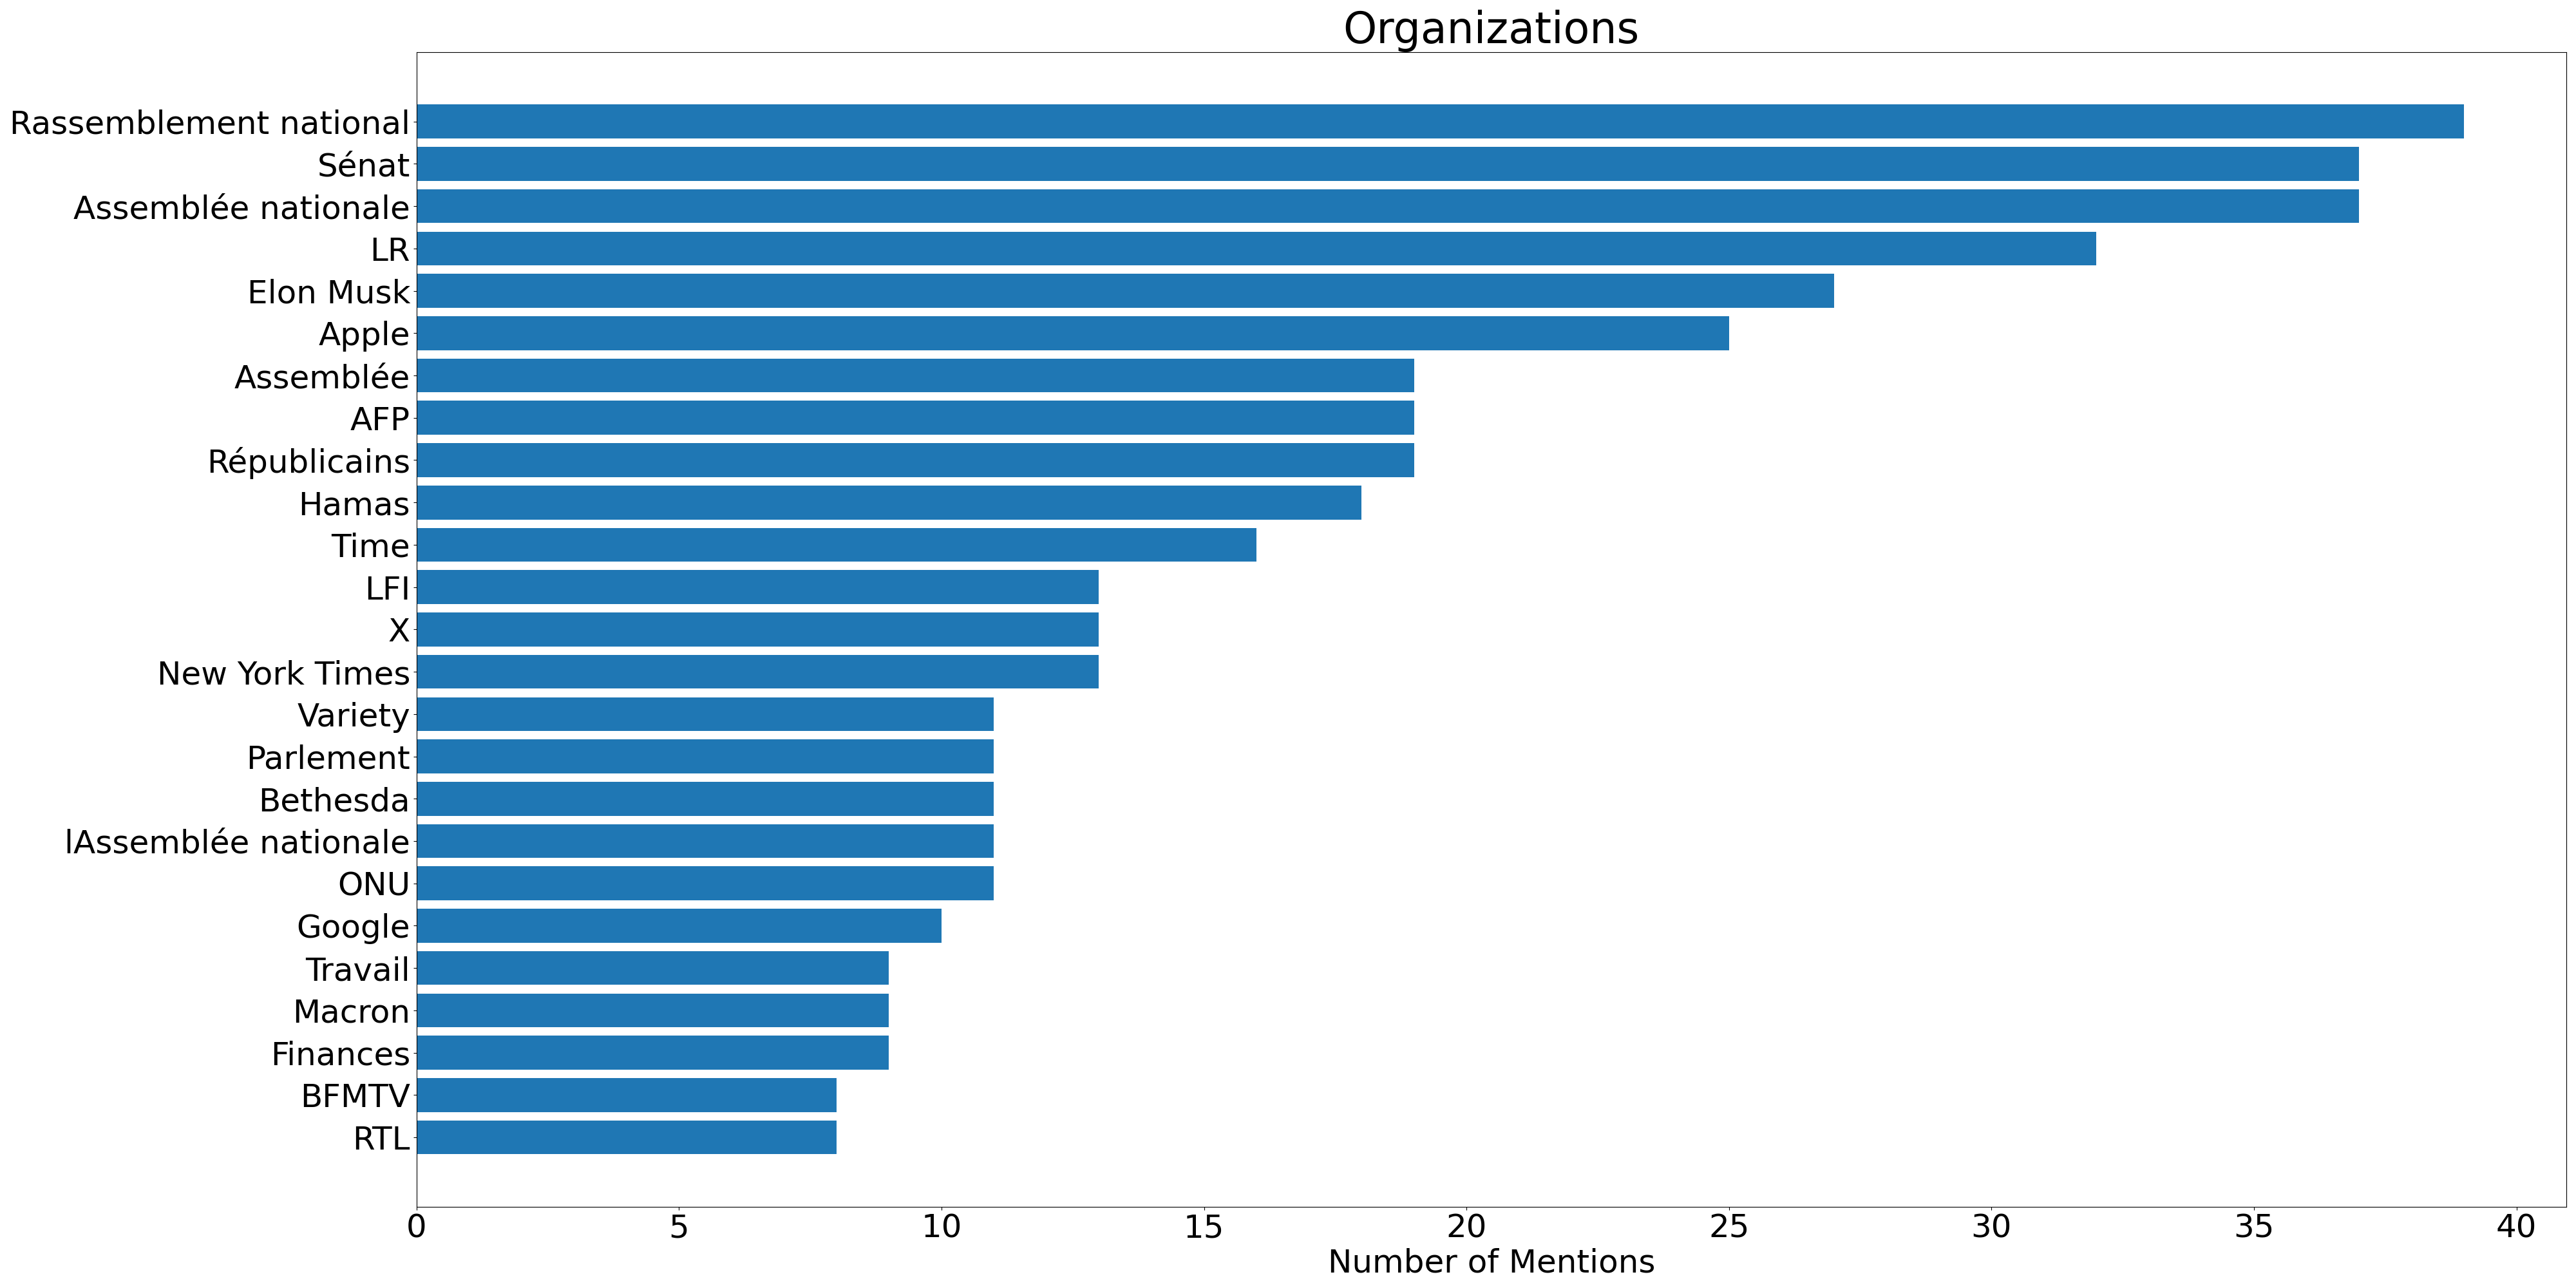 Organizations
Rassemblement national
Sénat
Assemblée nationale
LR
Elon Musk
Apple
Assemblée
AFP
Républicains
Hamas
Time
LFI
X
New York Times
Variety
Parlement
Bethesda
lAssemblée nationale
ONU
Google
Travail
Macron
Finances
BFMTV
RTL
0 5 10 15 20 25 30 35 40
Number of Mentions